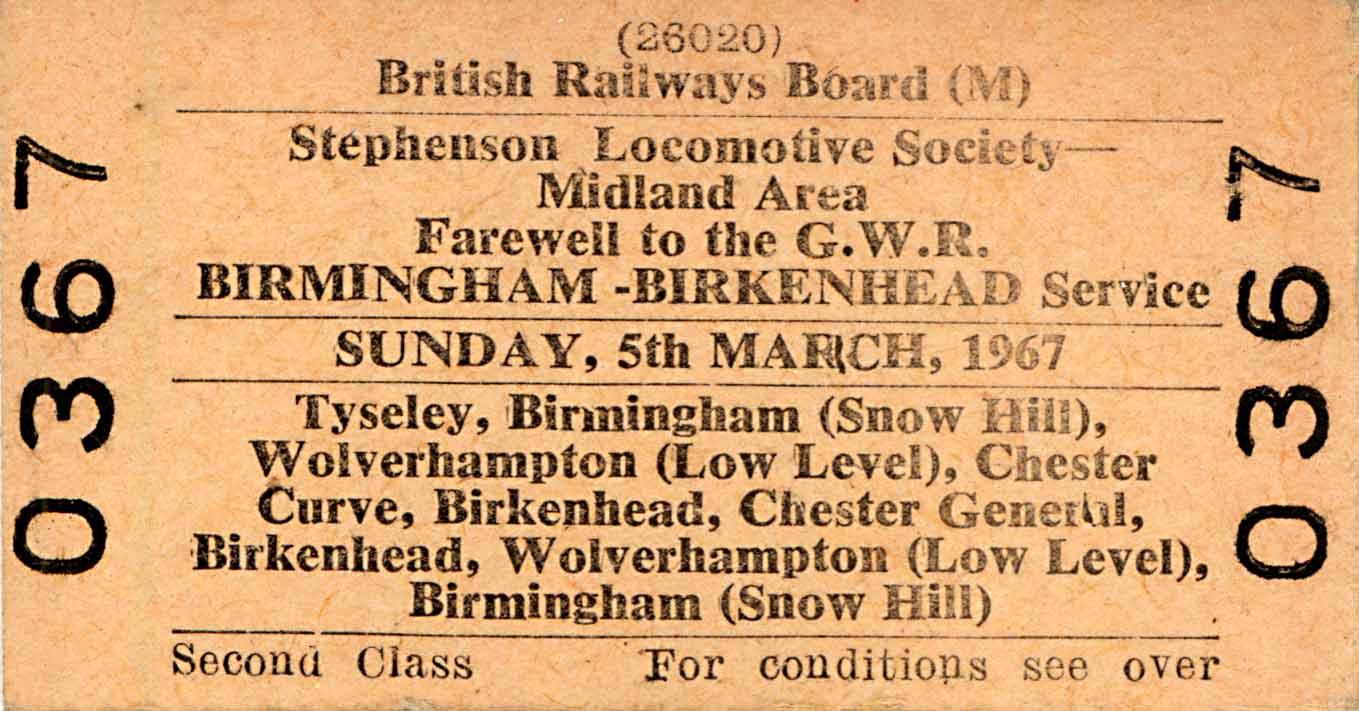 (26020)
British Railways Board (M)
Stephenson Locomotive Society—
Midland Area
Farewell to the G.W.R.
BIRMINGHAM -BIRKENHEAD Service
SUNDAY, 5th MARCH, 1967
Tyseley, Birmingham (Snow Hill),
Wolverhampton (Low Level), Chester
Curve, Birkenhead, Chester General,
Birkenhead, Wolverhampton (Low Level),
Birmingham (Snow Hill)
Second Class For conditions see over
0367
0367